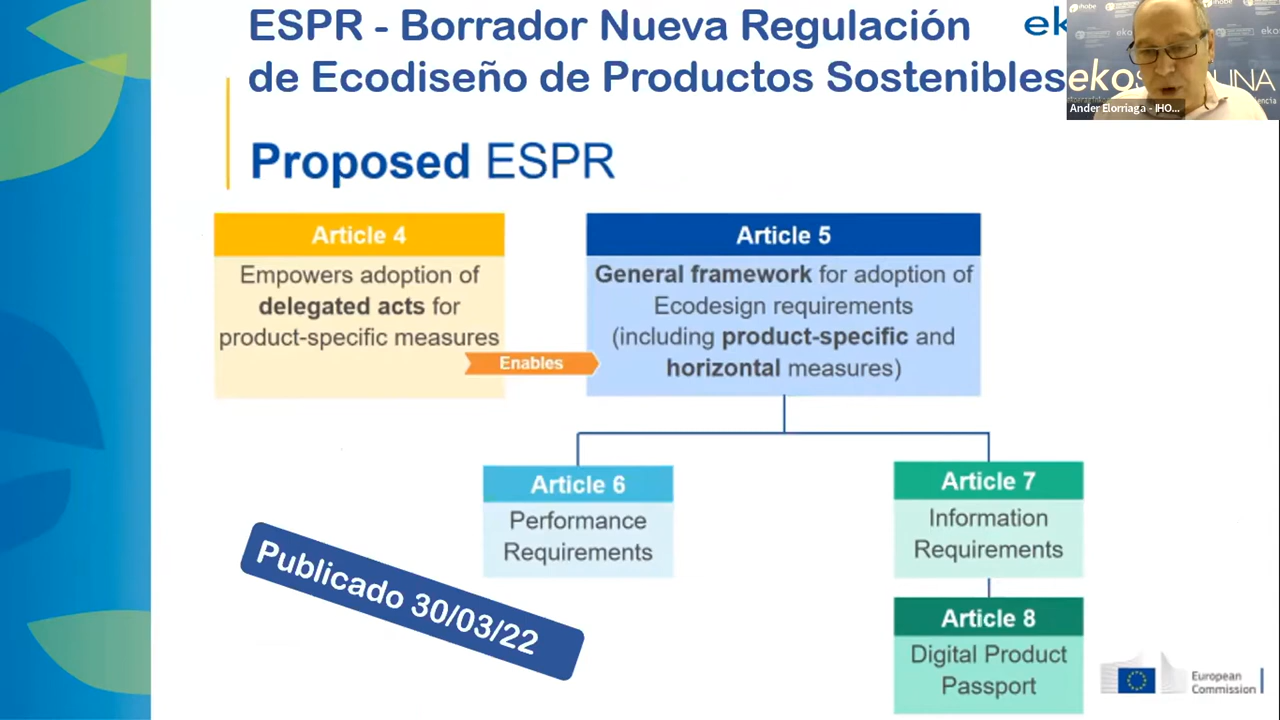 ESPR - Borrador Nueva Regulación
de Ecodiseño de Productos Sostenibles
Proposed ESPR
Article 4
Empowers adoption of
delegated acts for
product-specific measures
Enables
Article 5
General framework for adoption of
Ecodesign requirements
(including product-specific and
horizontal measures)
Article 6
Performance
Requirements
Article 7
Information
Requirements
Article 8
Digital Product
Passport
Publicado 30/03/22
European
Commission
ihobe
eko
Ander Elorriaga - IHO...